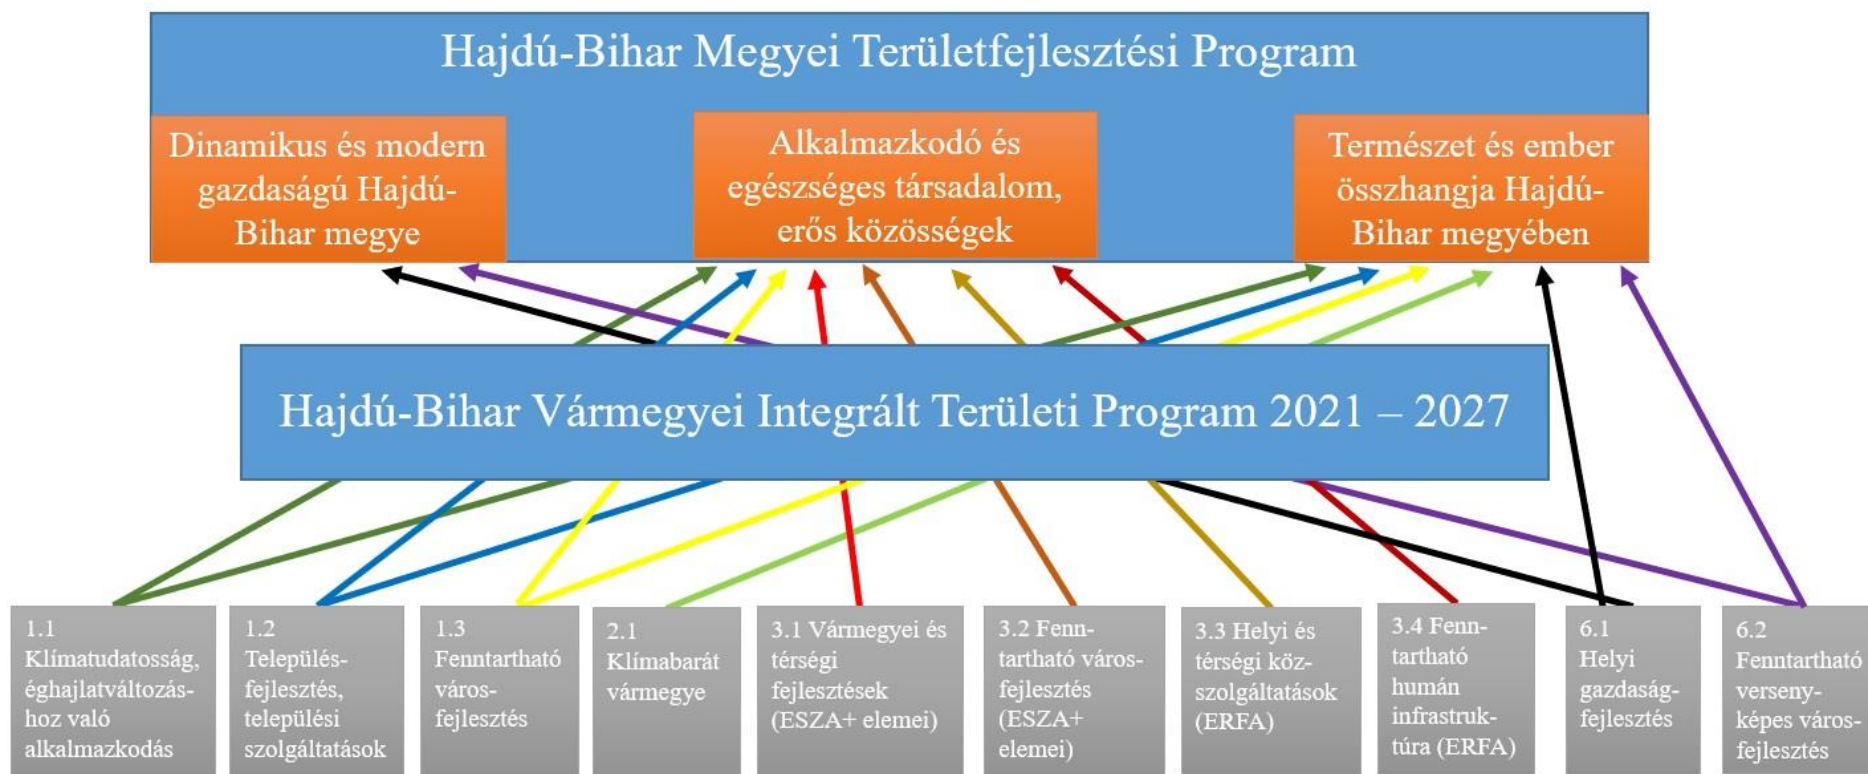 Hajdú-Bihar Megyei Területfejlesztési Program
Dinamikus és modern
gazdaságú Hajdú-
Bihar megye
Alkalmazkodó és
egészséges társadalom,
erős közösségek
Természet és ember
összhangja Hajdú-
Bihar megyében
Hajdú-Bihar Vármegyei Integrált Területi Program 2021 – 2027
1.1
Klímatudatosság,
éghajlatváltozás-
hoz való
alkalmazkodás
1.2
Település-
fejlesztés,
települési
szolgáltatások
1.3
Fenntartható
város-
fejlesztés
2.1
Klímabarát
vármegye
3.1 Vármegyei és
térségi
fejlesztések
(ESZA+ elemei)
3.2 Fenn-
tartható város-
fejlesztés
(ESZA+
elemei)
3.3 Helyi és
térségi köz-
szolgáltatások
(ERFA)
3.4 Fenn-
tartható
humán
infrastruk-
túra (ERFA)
6.1
Helyi
gazdaság-
fejlesztés
6.2
Fenntartható
verseny-
képes város-
fejlesztés